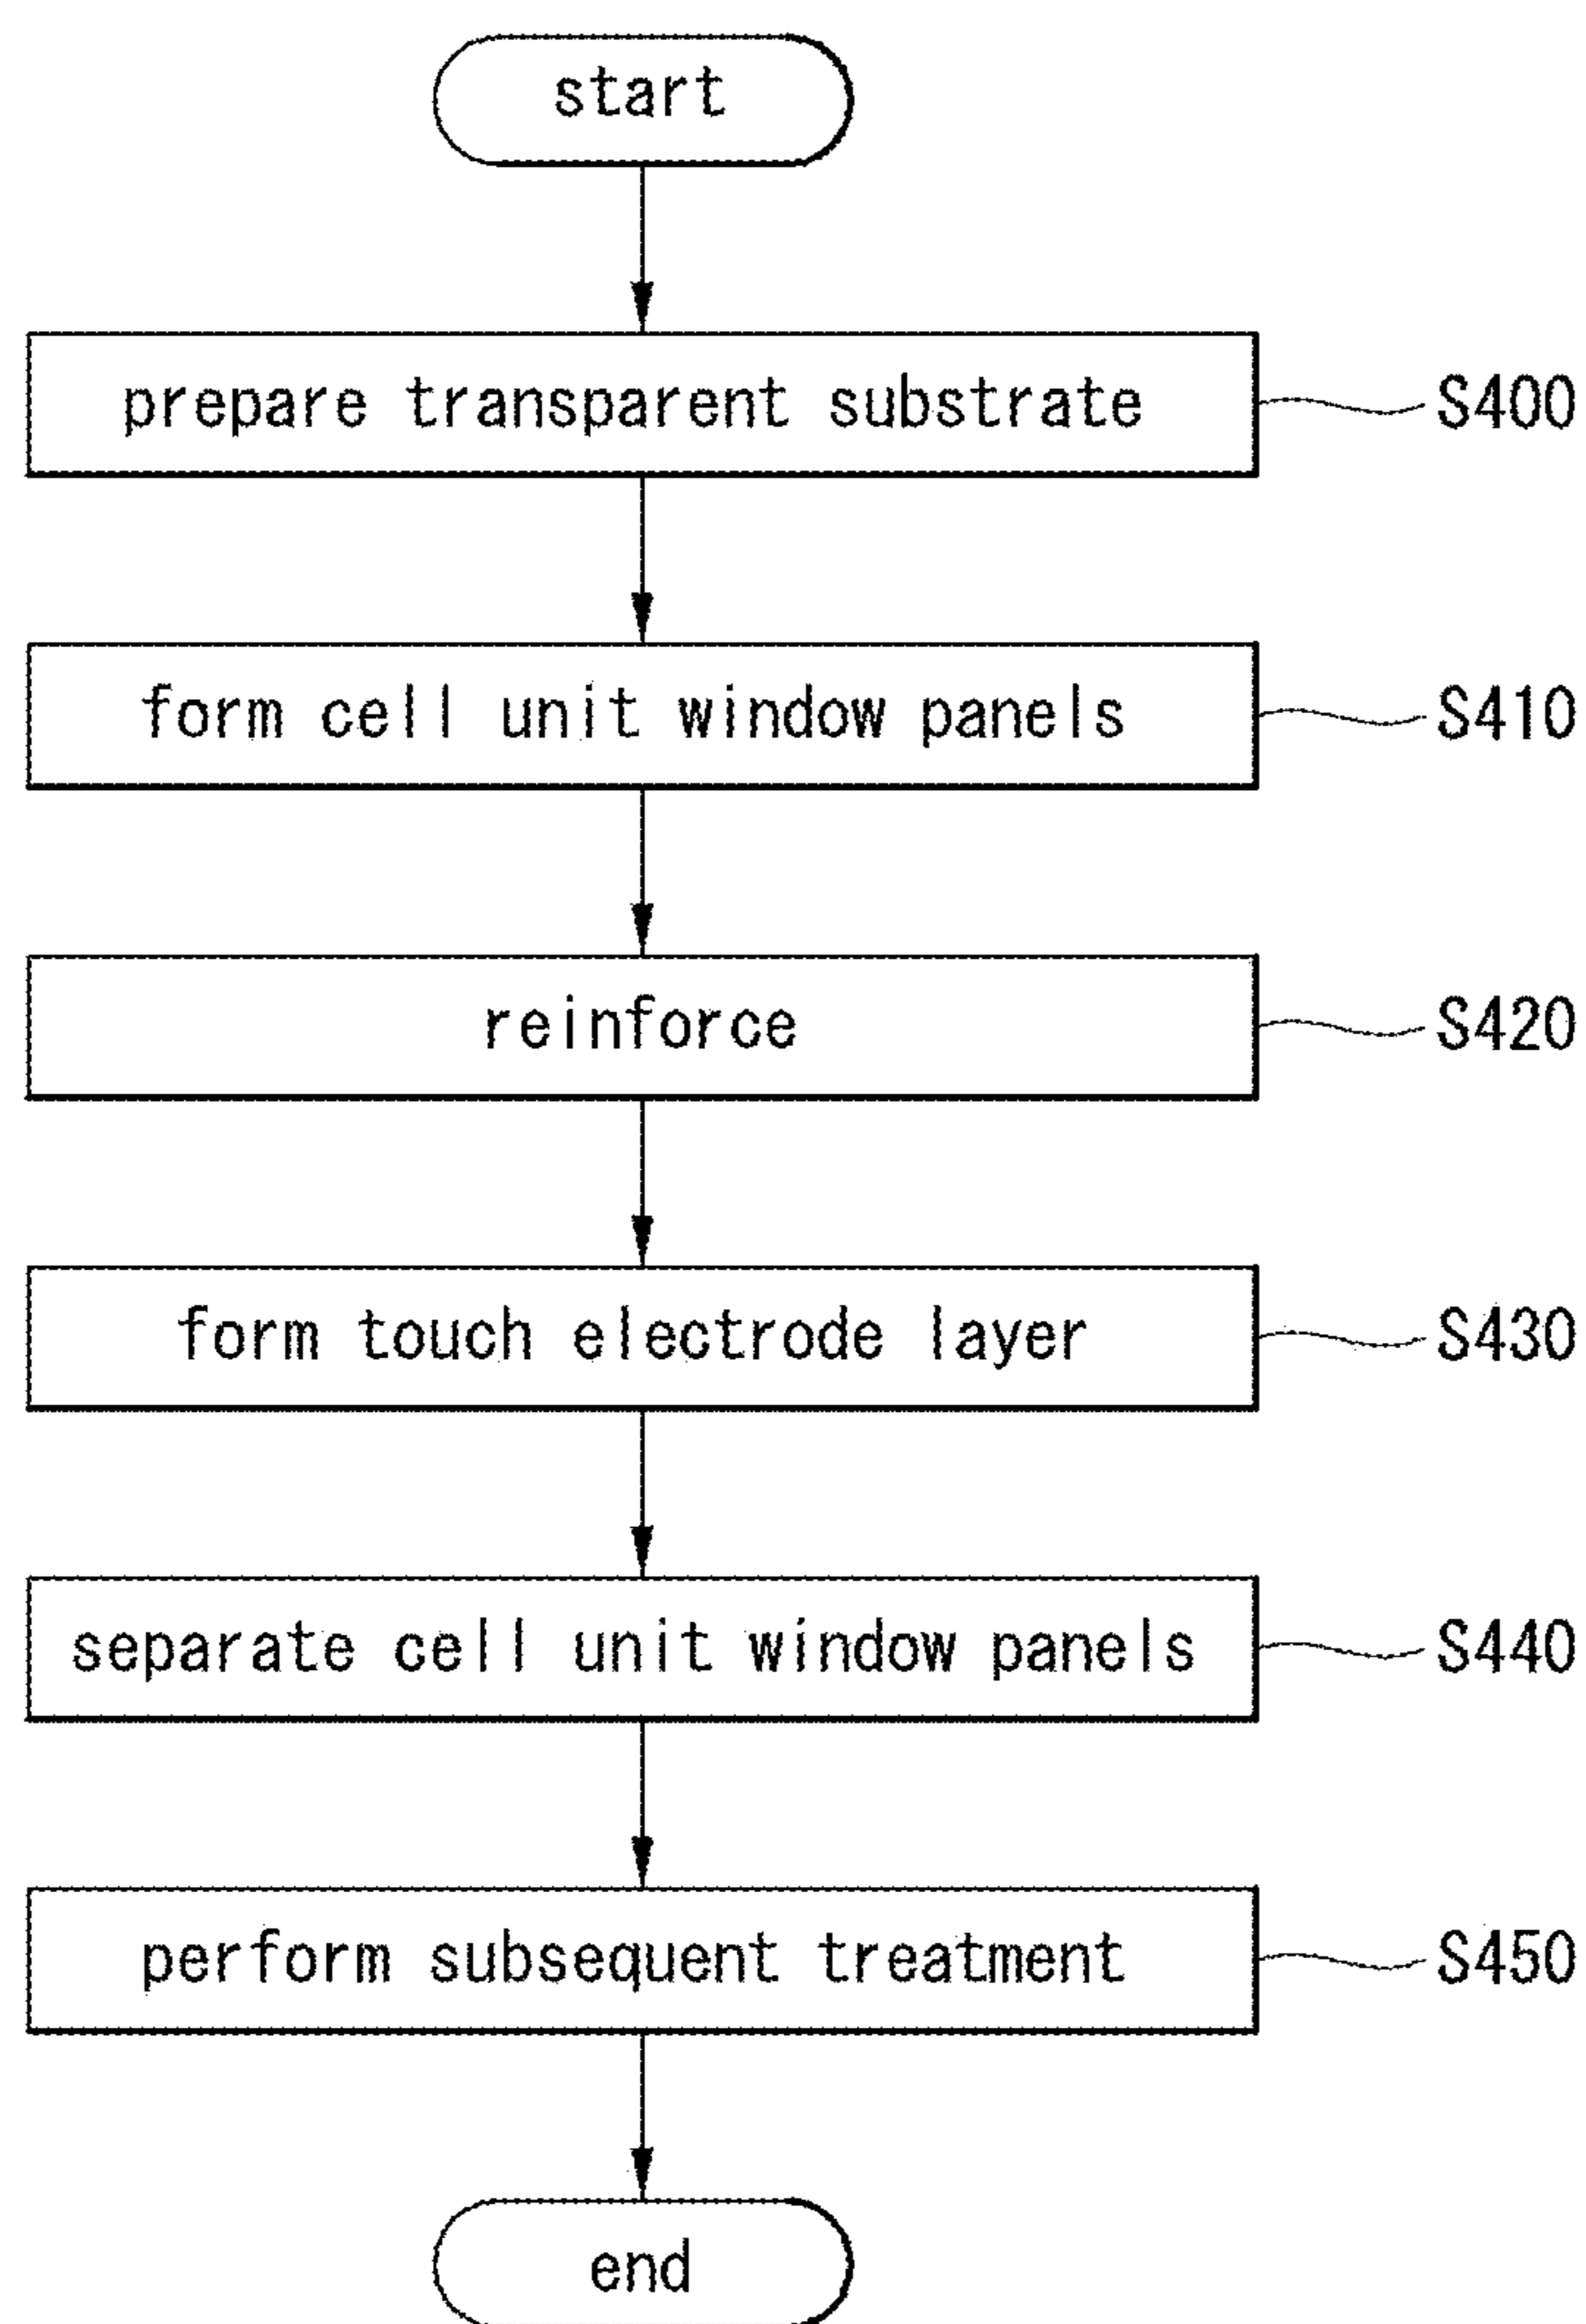 start
prepare transparent substrate S400
form cell unit window panels S410
reinforce S420
form touch electrode layer S430
separate cell unit window panels S440
perform subsequent treatment S450
end